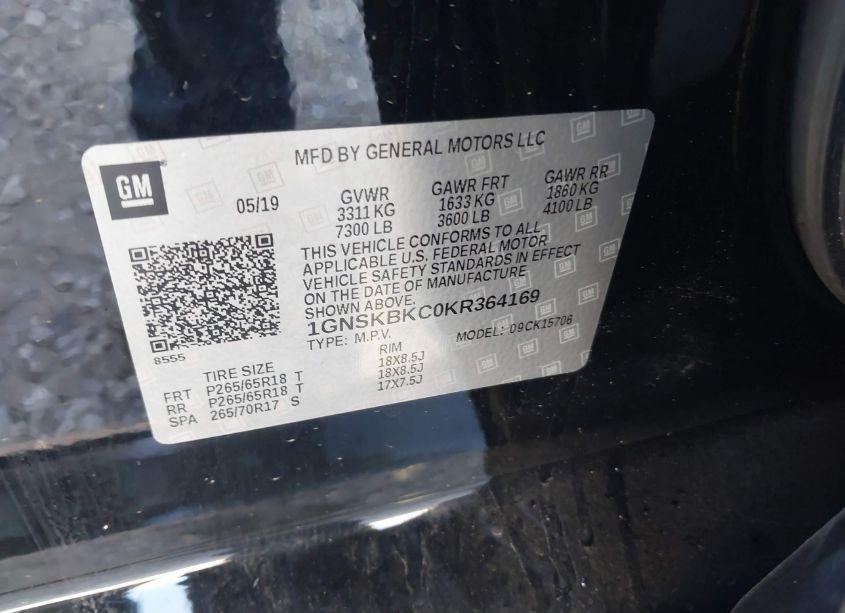 MFD BY GENERAL MOTORS LLC
GM
05/19
GVWR
3311 KG
7300 LB
GAWR FRT
1633 KG
3600 LB
GAWR RR
1860 KG
4100 LB
THIS VEHICLE CONFORMS TO ALL
APPLICABLE U.S. FEDERAL MOTOR
VEHICLE SAFETY STANDARDS IN EFFECT
ON THE DATE OF MANUFACTURE
SHOWN ABOVE.
1GNSKBKC0KR364169
TYPE: M.P.V.
MODEL: 09CK15706
8555
TIRE SIZE
RIM
FRT P265/65R18 T 18X8.5J
RR P265/65R18 T 18X8.5J
SPA 265/70R17 S 17X7.5J